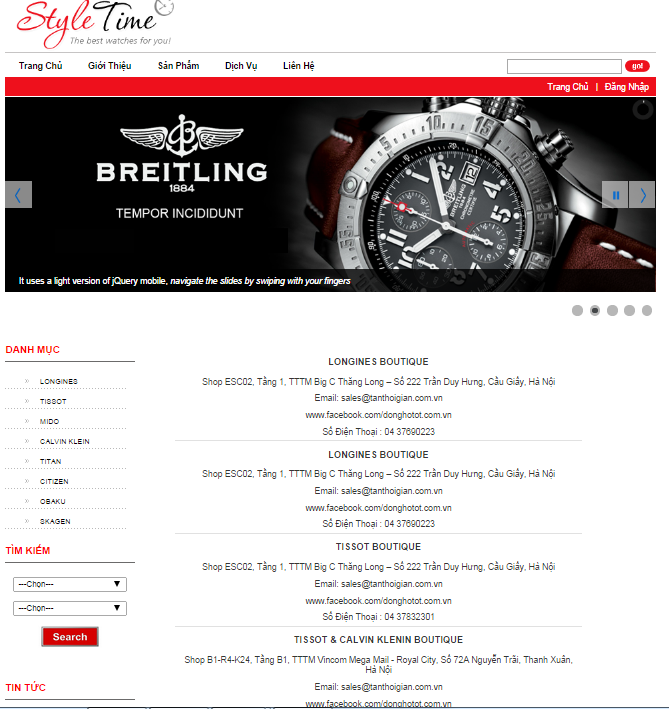 Style Time
The best watches for you!
Trang Chủ Giới Thiệu Sản Phẩm Dịch Vụ Liên Hệ go!
Trang Chủ | Đăng Nhập
BREITLING
1884
TEMPOR INCIDIDUNT
It uses a light version of jQuery mobile, navigate the slides by swiping with your fingers
DANH MỤC
LONGINES
TISSOT
MIDO
CALVIN KLEIN
TITAN
CITIZEN
OBAKU
SKAGEN
TÌM KIẾM
---Chọn---
---Chọn---
Search
TIN TỨC
LONGINES BOUTIQUE
Shop ESC02, Tầng 1, TTTM Big C Thăng Long – Số 222 Trần Duy Hưng, Cầu Giấy, Hà Nội
Email: sales@tanthoigian.com.vn
www.facebook.com/donghotot.com.vn
Số Điện Thoại : 04 37690223
LONGINES BOUTIQUE
Shop ESC02, Tầng 1, TTTM Big C Thăng Long – Số 222 Trần Duy Hưng, Cầu Giấy, Hà Nội
Email: sales@tanthoigian.com.vn
www.facebook.com/donghotot.com.vn
Số Điện Thoại : 04 37690223
TISSOT BOUTIQUE
Shop ESC02, Tầng 1, TTTM Big C Thăng Long – Số 222 Trần Duy Hưng, Cầu Giấy, Hà Nội
Email: sales@tanthoigian.com.vn
www.facebook.com/donghotot.com.vn
Số Điện Thoại : 04 37832301
TISSOT & CALVIN KLENIN BOUTIQUE
Shop B1-R4-K24, Tầng B1, TTTM Vincom Mega Mall - Royal City, Số 72A Nguyễn Trãi, Thanh Xuân,
Hà Nội
Email: sales@tanthoigian.com.vn
www.facebook.com/donghotot.com.vn